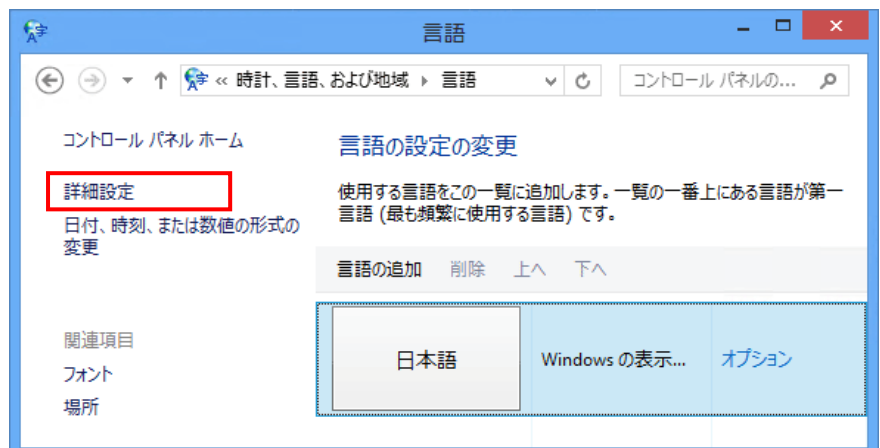 言語
« 時計、言語、および地域 ▸ 言語
コントロール パネルの...
コントロール パネル ホーム
詳細設定
日付、時刻、または数値の形式の
変更
関連項目
フォント
場所
言語の設定の変更
使用する言語をこの一覧に追加します。一覧の一番上にある言語が第一
言語 (最も頻繁に使用する言語) です。
言語の追加 削除 上へ 下へ
日本語 Windows の表示... オプション